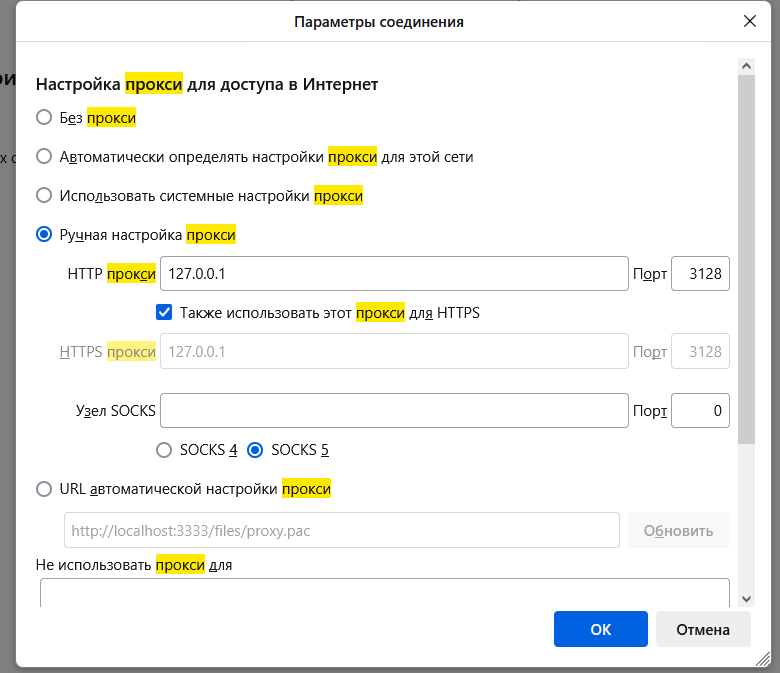 Параметры соединения
Настройка прокси для доступа в Интернет
Без прокси
Автоматически определять настройки прокси для этой сети
Использовать системные настройки прокси
Ручная настройка прокси
HTTP прокси 127.0.0.1 Порт 3128
Также использовать этот прокси для HTTPS
HTTPS прокси 127.0.0.1 Порт 3128
Узел SOCKS Порт 0
SOCKS 4 SOCKS 5
URL автоматической настройки прокси
http://localhost:3333/files/proxy.pac Обновить
Не использовать прокси для
ОК Отмена